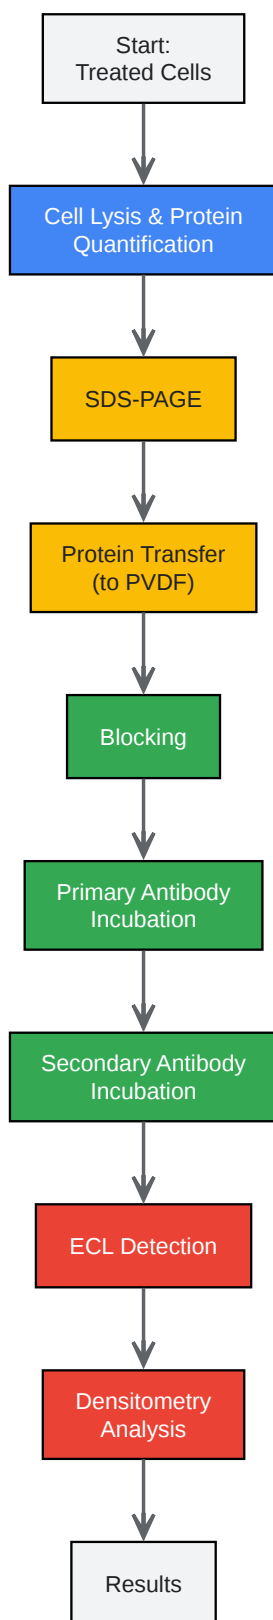 Start:
Treated Cells
Cell Lysis & Protein
Quantification
SDS-PAGE
Protein Transfer
(to PVDF)
Blocking
Primary Antibody
Incubation
Secondary Antibody
Incubation
ECL Detection
Densitometry
Analysis
Results